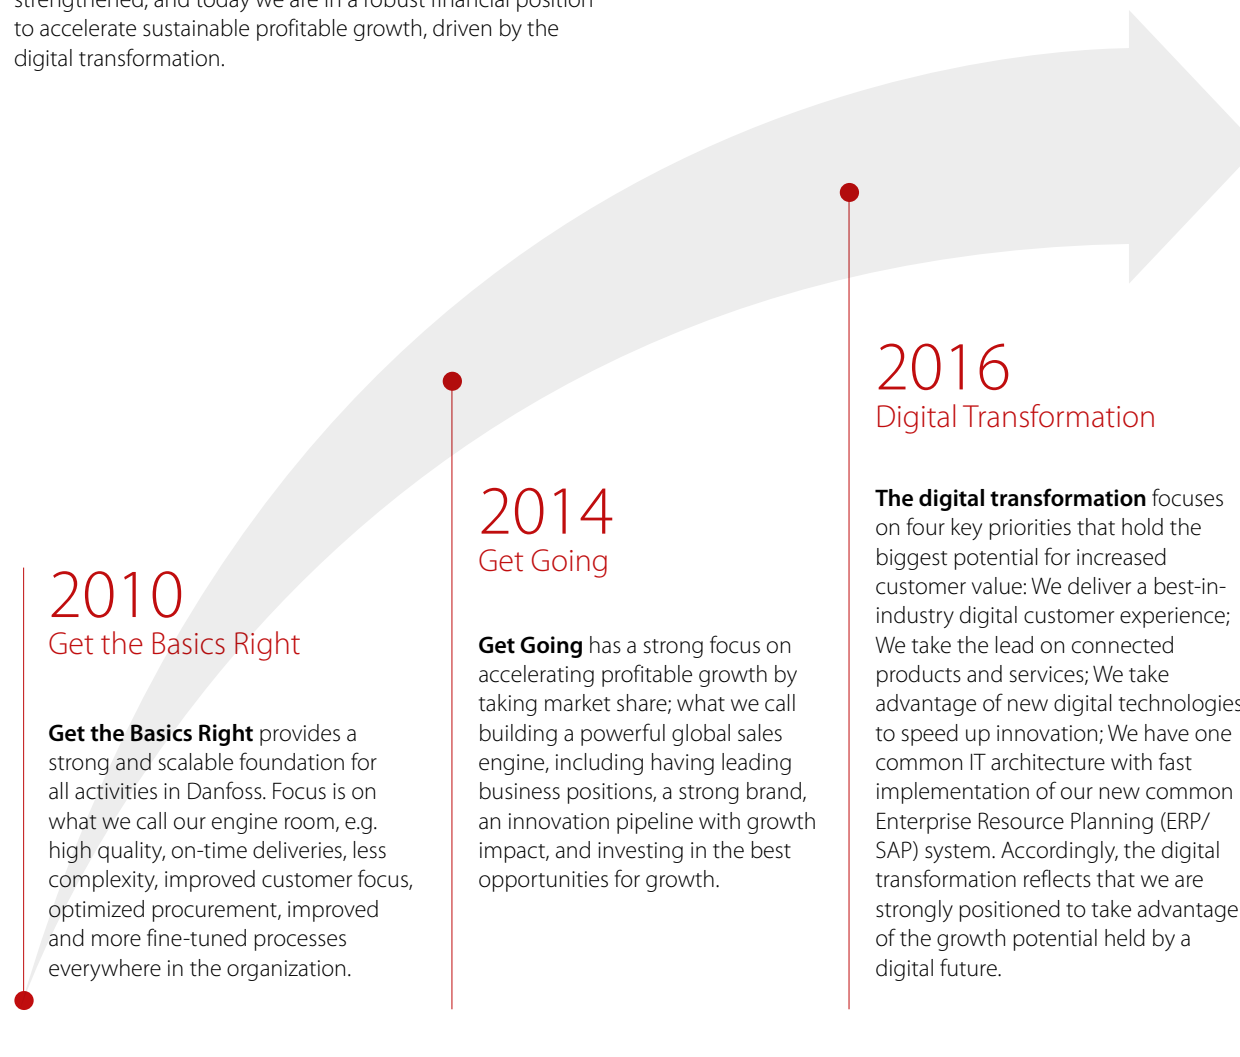 strengthened, and today we are in a robust financial position
to accelerate sustainable profitable growth, driven by the
digital transformation.
2010
Get the Basics Right
Get the Basics Right provides a
strong and scalable foundation for
all activities in Danfoss. Focus is on
what we call our engine room, e.g.
high quality, on-time deliveries, less
complexity, improved customer focus,
optimized procurement, improved
and more fine-tuned processes
everywhere in the organization.
2014
Get Going
Get Going has a strong focus on
accelerating profitable growth by
taking market share; what we call
building a powerful global sales
engine, including having leading
business positions, a strong brand,
an innovation pipeline with growth
impact, and investing in the best
opportunities for growth.
2016
Digital Transformation
The digital transformation focuses
on four key priorities that hold the
biggest potential for increased
customer value: We deliver a best-in-
industry digital customer experience;
We take the lead on connected
products and services; We take
advantage of new digital technologies
to speed up innovation; We have one
common IT architecture with fast
implementation of our new common
Enterprise Resource Planning (ERP/
SAP) system. Accordingly, the digital
transformation reflects that we are
strongly positioned to take advantage
of the growth potential held by a
digital future.